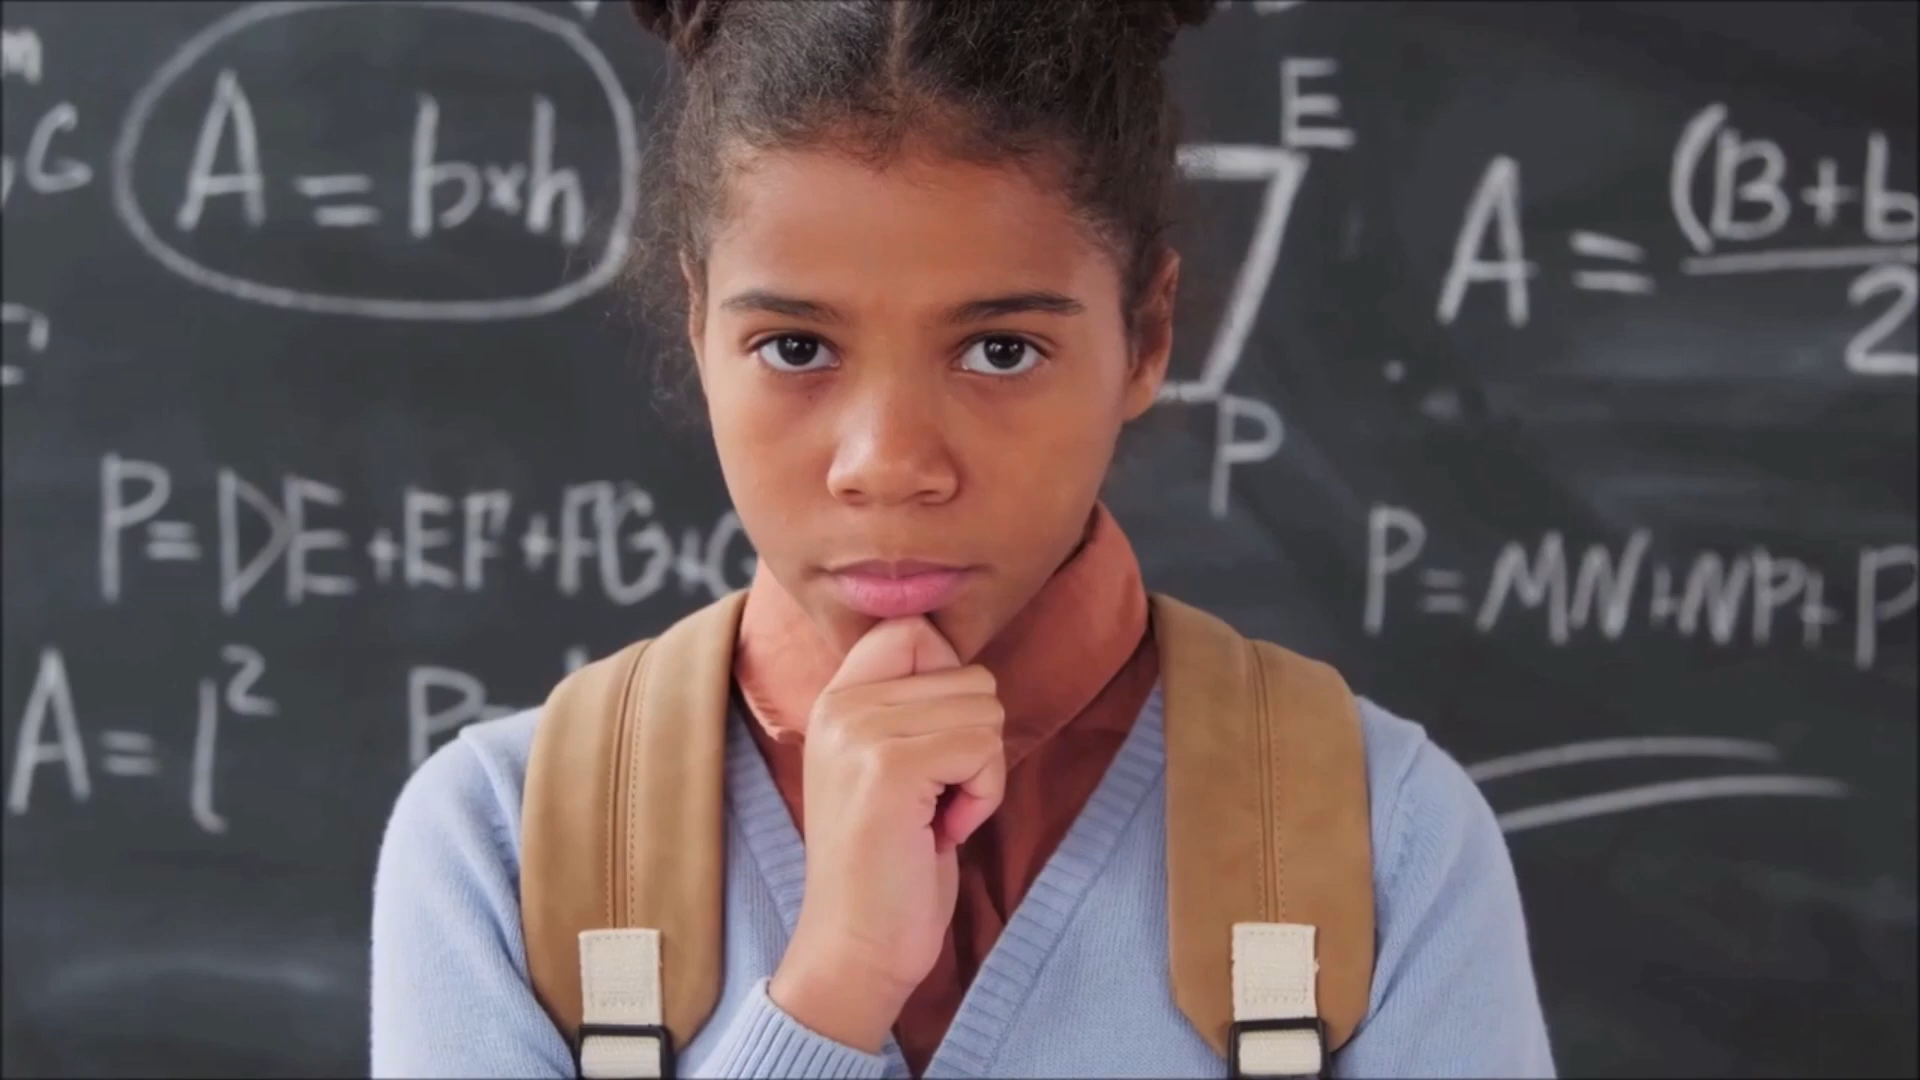 A = b×h
E
A = (B+b
2
P
P=DE+EF+FG+G
P=MN+NP+P
A=l²
P=